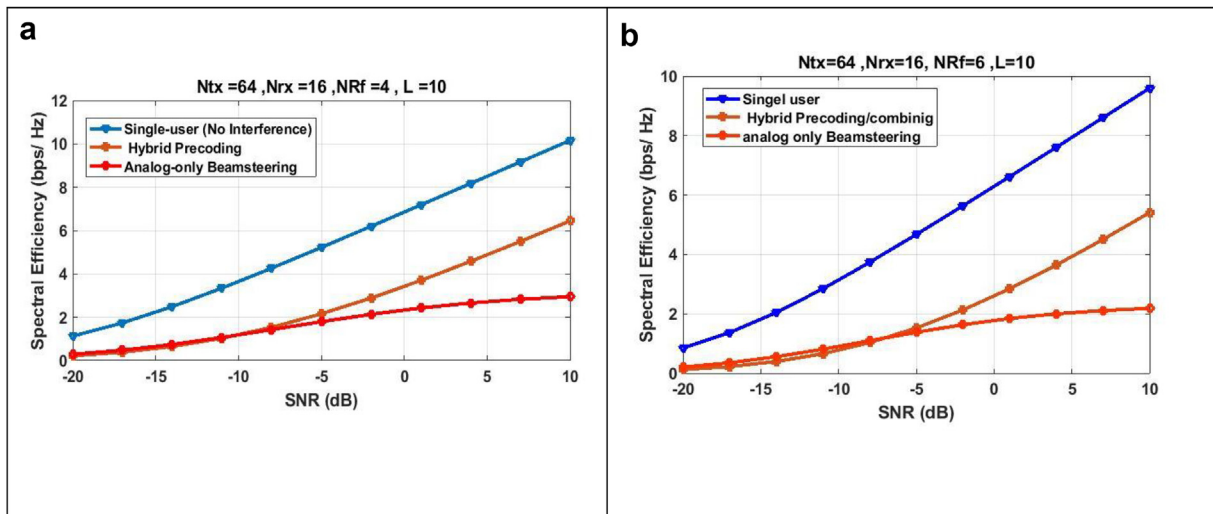 a
Ntx =64 ,Nrx =16 ,NRf =4 , L =10
Spectral Efficiency (bps/ Hz)
12
10
8
6
4
2
0
Single-user (No Interference)
Hybrid Precoding
Analog-only Beamsteering
-20 -15 -10 -5 0 5 10
SNR (dB)
b
Ntx=64 ,Nrx=16, NRf=6 ,L=10
Spectral Efficiency (bps/ Hz)
10
8
6
4
2
0
Singel user
Hybrid Precoding/combinig
analog only Beamsteering
-20 -15 -10 -5 0 5 10
SNR (dB)